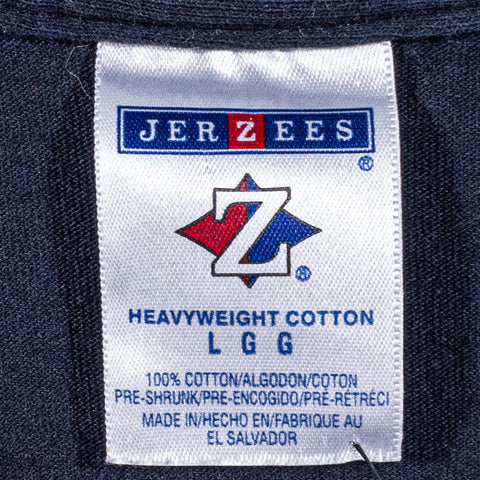 JERZEES
®
Z
®
HEAVYWEIGHT COTTON
L G G
100% COTTON/ALGODON/COTON
PRE-SHRUNK/PRE-ENCOGIDO/PRÉ-RÉTRÉCI
MADE IN/HECHO EN/FABRIQUE AU
EL SALVADOR